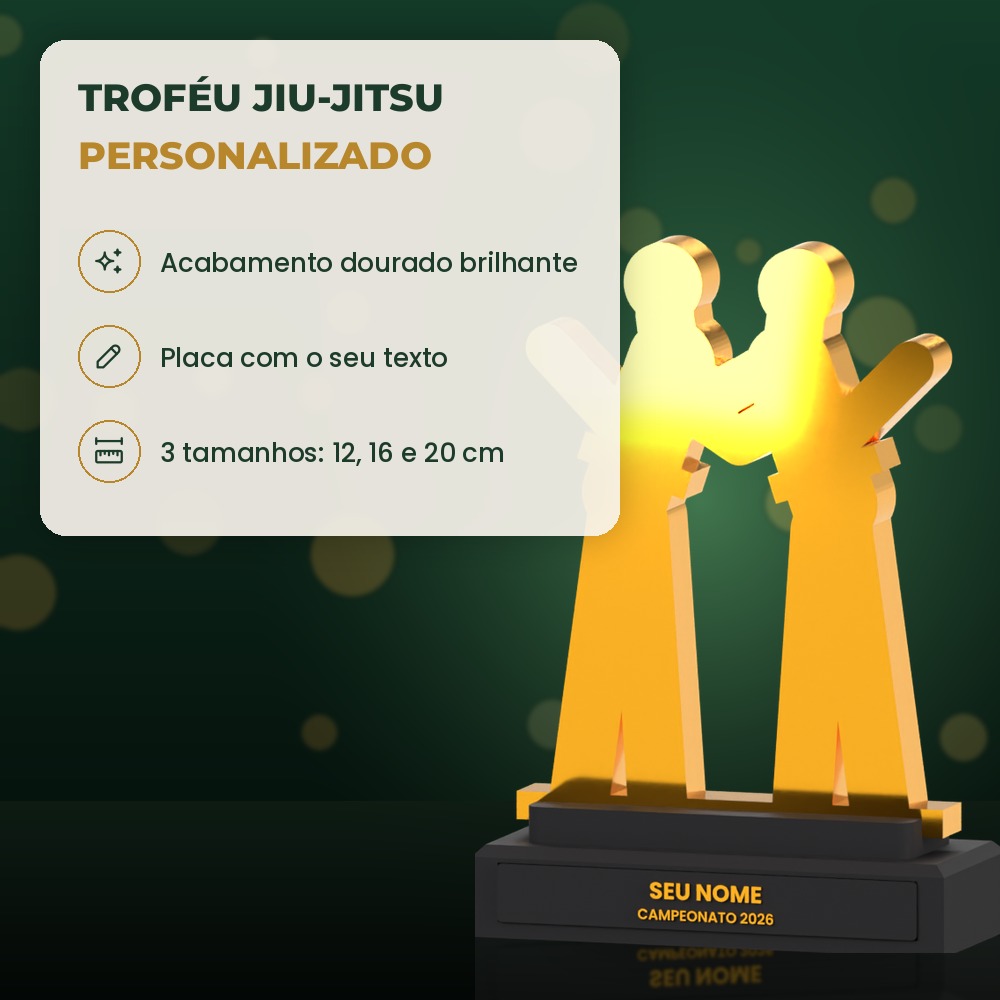 TROFÉU JIU-JITSU
PERSONALIZADO
Acabamento dourado brilhante
Placa com o seu texto
3 tamanhos: 12, 16 e 20 cm
SEU NOME
CAMPEONATO 2026